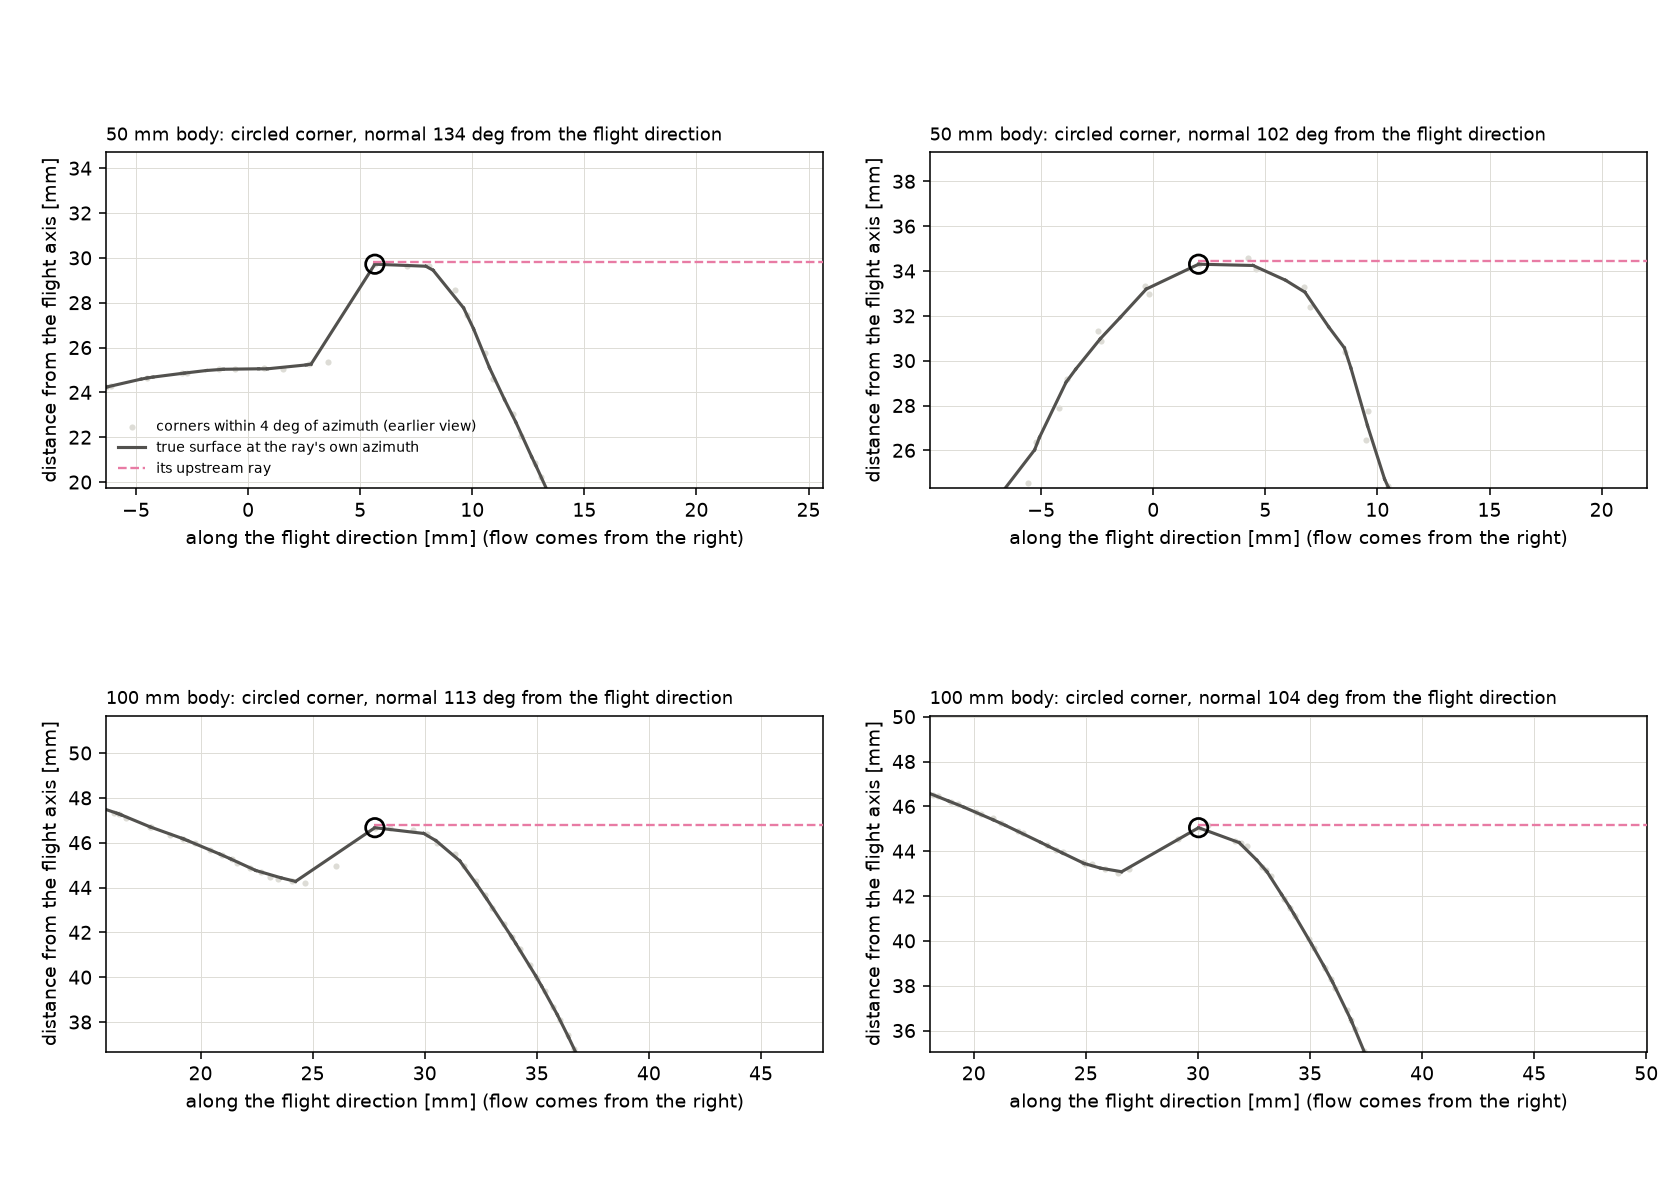 50 mm body: circled corner, normal 134 deg from the flight direction
distance from the flight axis [mm]
34
32
30
28
26
24
22
20
corners within 4 deg of azimuth (earlier view)
true surface at the ray's own azimuth
its upstream ray
−5 0 5 10 15 20 25
along the flight direction [mm] (flow comes from the right)
50 mm body: circled corner, normal 102 deg from the flight direction
distance from the flight axis [mm]
38
36
34
32
30
28
26
−5 0 5 10 15 20
along the flight direction [mm] (flow comes from the right)
100 mm body: circled corner, normal 113 deg from the flight direction
distance from the flight axis [mm]
50
48
46
44
42
40
38
20 25 30 35 40 45
along the flight direction [mm] (flow comes from the right)
100 mm body: circled corner, normal 104 deg from the flight direction
distance from the flight axis [mm]
50
48
46
44
42
40
38
36
20 25 30 35 40 45 50
along the flight direction [mm] (flow comes from the right)